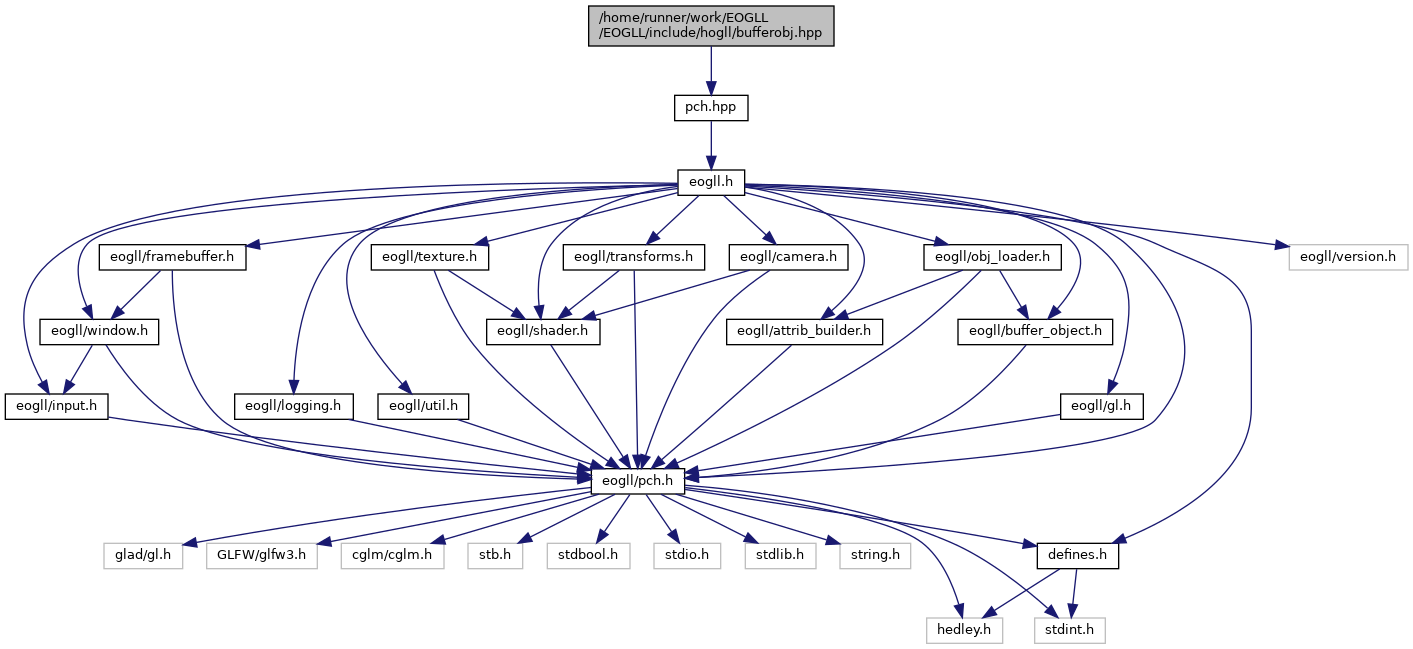 /home/runner/work/EOGLL
/EOGLL/include/hogll/bufferobj.hpp
pch.hpp
eogll.h
eogll/framebuffer.h
eogll/texture.h
eogll/transforms.h
eogll/camera.h
eogll/obj_loader.h
eogll/version.h
eogll/window.h
eogll/shader.h
eogll/attrib_builder.h
eogll/buffer_object.h
eogll/input.h
eogll/logging.h
eogll/util.h
eogll/gl.h
eogll/pch.h
glad/gl.h
GLFW/glfw3.h
cglm/cglm.h
stb.h
stdbool.h
stdio.h
stdlib.h
string.h
defines.h
hedley.h
stdint.h